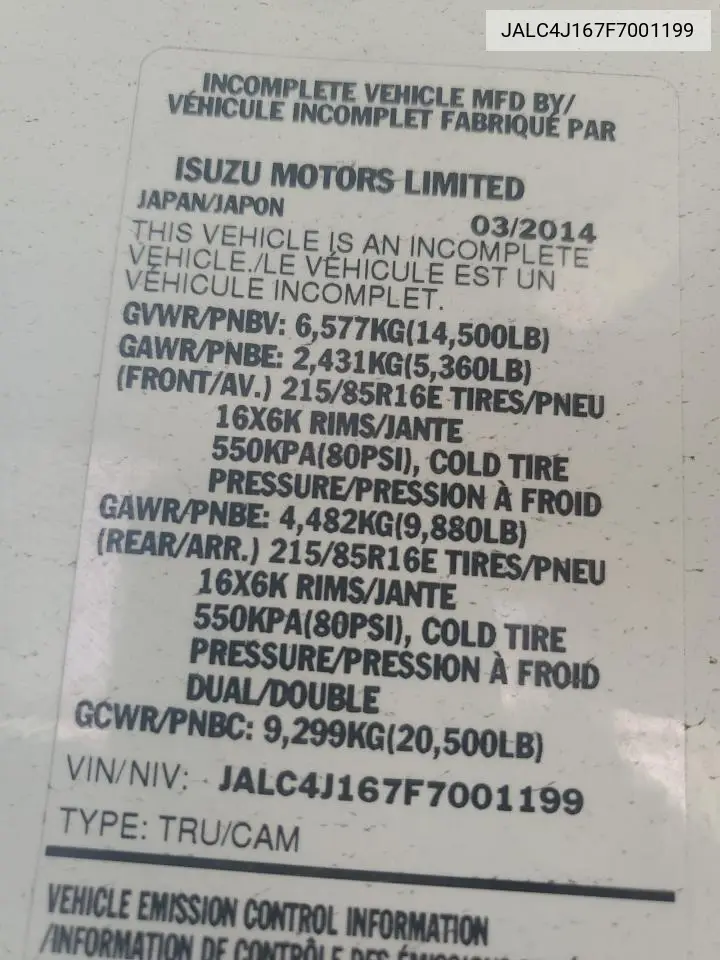 JALC4J167F7001199
INCOMPLETE VEHICLE MFD BY/
VÉHICULE INCOMPLET FABRIQUÉ PAR
ISUZU MOTORS LIMITED
JAPAN/JAPON
03/2014
THIS VEHICLE IS AN INCOMPLETE
VEHICLE./LE VÉHICULE EST UN
VÉHICULE INCOMPLET.
GVWR/PNBV: 6,577KG(14,500LB)
GAWR/PNBE: 2,431KG(5,360LB)
(FRONT/AV.) 215/85R16E TIRES/PNEU
16X6K RIMS/JANTE
550KPA(80PSI), COLD TIRE
PRESSURE/PRESSION À FROID
GAWR/PNBE: 4,482KG(9,880LB)
(REAR/ARR.) 215/85R16E TIRES/PNEU
16X6K RIMS/JANTE
550KPA(80PSI), COLD TIRE
PRESSURE/PRESSION À FROID
DUAL/DOUBLE
GCWR/PNBC: 9,299KG(20,500LB)
VIN/NIV: JALC4J167F7001199
TYPE: TRU/CAM
VEHICLE EMISSION CONTROL INFORMATION
/INFORMATION DE CONTRÔLE DES